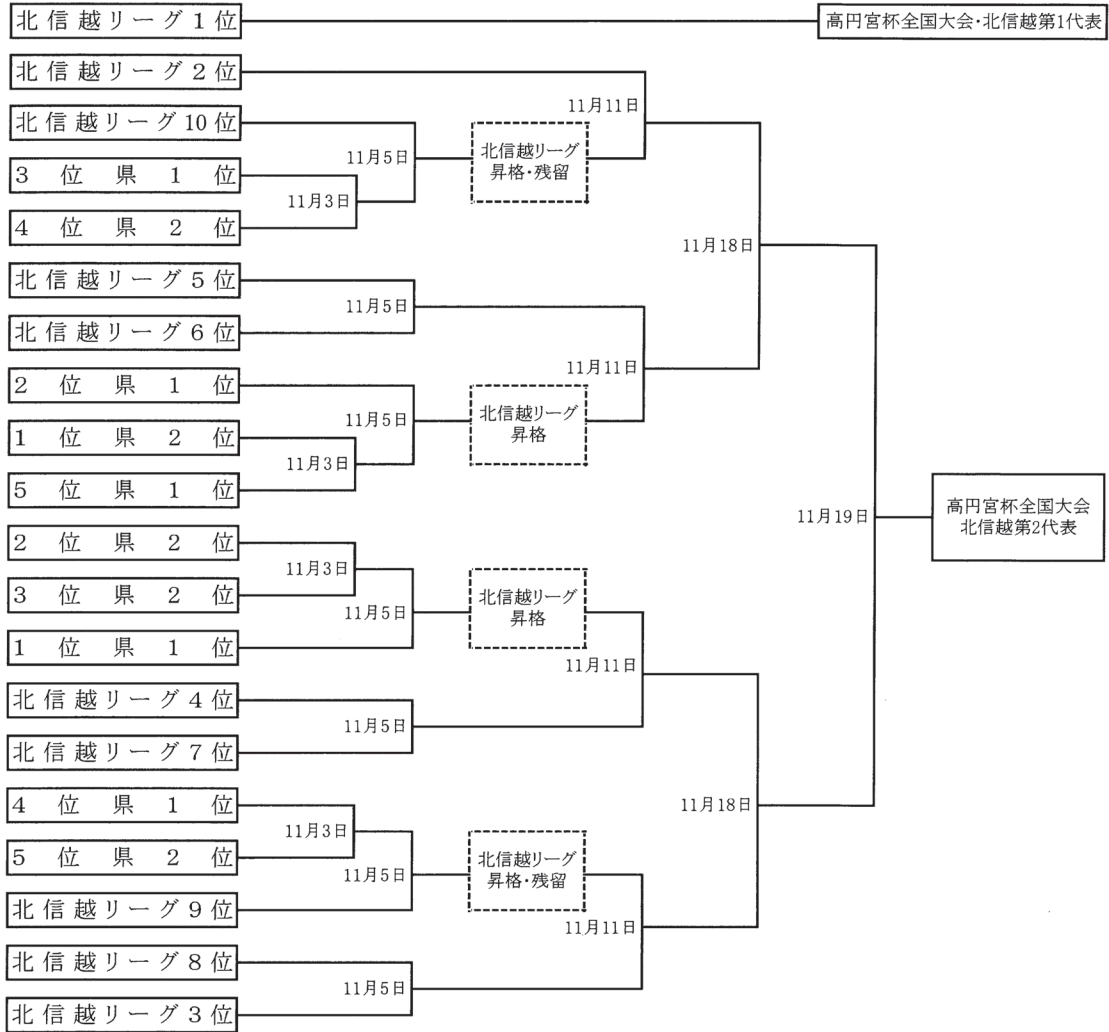 北信越リーグ1位
高円宮杯全国大会・北信越第1代表
北信越リーグ2位
11月11日
北信越リーグ10位
11月5日
北信越リーグ
昇格・残留
3位県1位
11月3日
4位県2位
11月18日
北信越リーグ5位
11月5日
北信越リーグ6位
11月11日
2位県1位
11月5日
北信越リーグ
昇格
1位県2位
11月3日
5位県1位
11月19日
高円宮杯全国大会
北信越第2代表
2位県2位
11月3日
3位県2位
11月5日
北信越リーグ
昇格
1位県1位
11月11日
北信越リーグ4位
11月5日
北信越リーグ7位
4位県1位
11月18日
11月3日
5位県2位
11月5日
北信越リーグ
昇格・残留
北信越リーグ9位
11月11日
北信越リーグ8位
11月5日
北信越リーグ3位